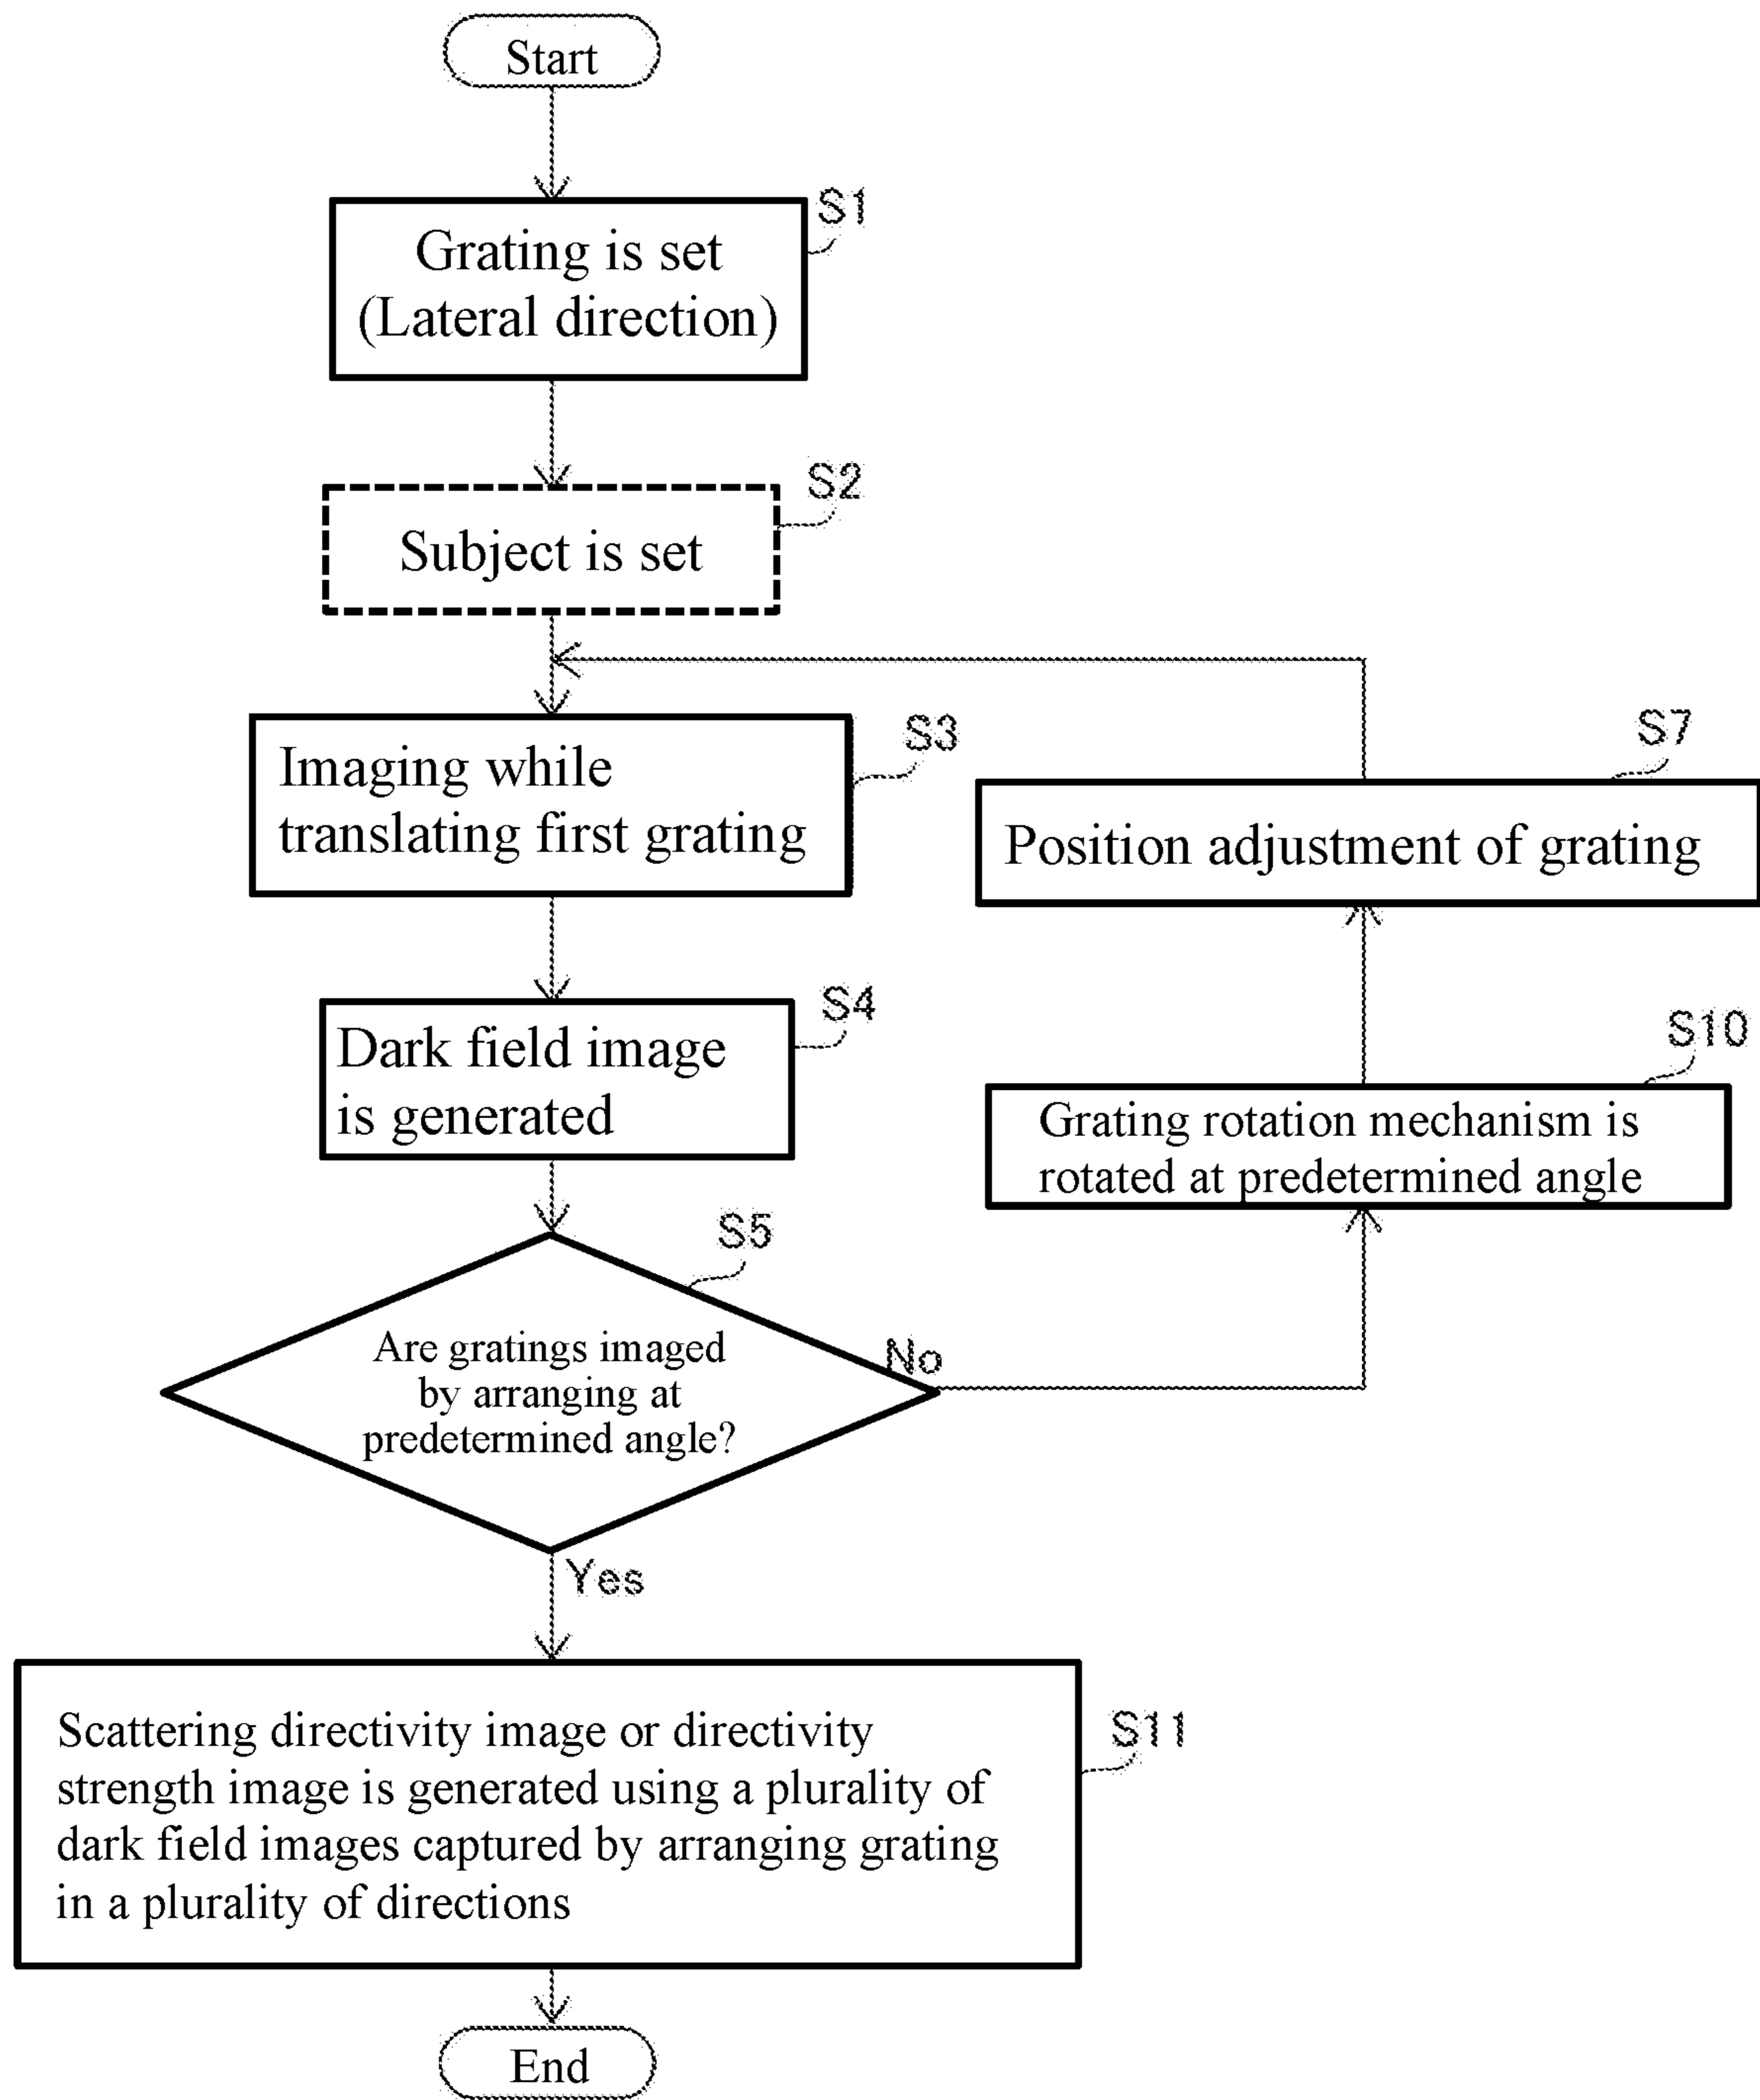 Start
S1
Grating is set
(Lateral direction)
S2
Subject is set
S3
Imaging while
translating first grating
S7
Position adjustment of grating
S4
Dark field image
is generated
S10
Grating rotation mechanism is
rotated at predetermined angle
S5
Are gratings imaged
by arranging at
predetermined angle?
No
Yes
S11
Scattering directivity image or directivity
strength image is generated using a plurality of
dark field images captured by arranging grating
in a plurality of directions
End